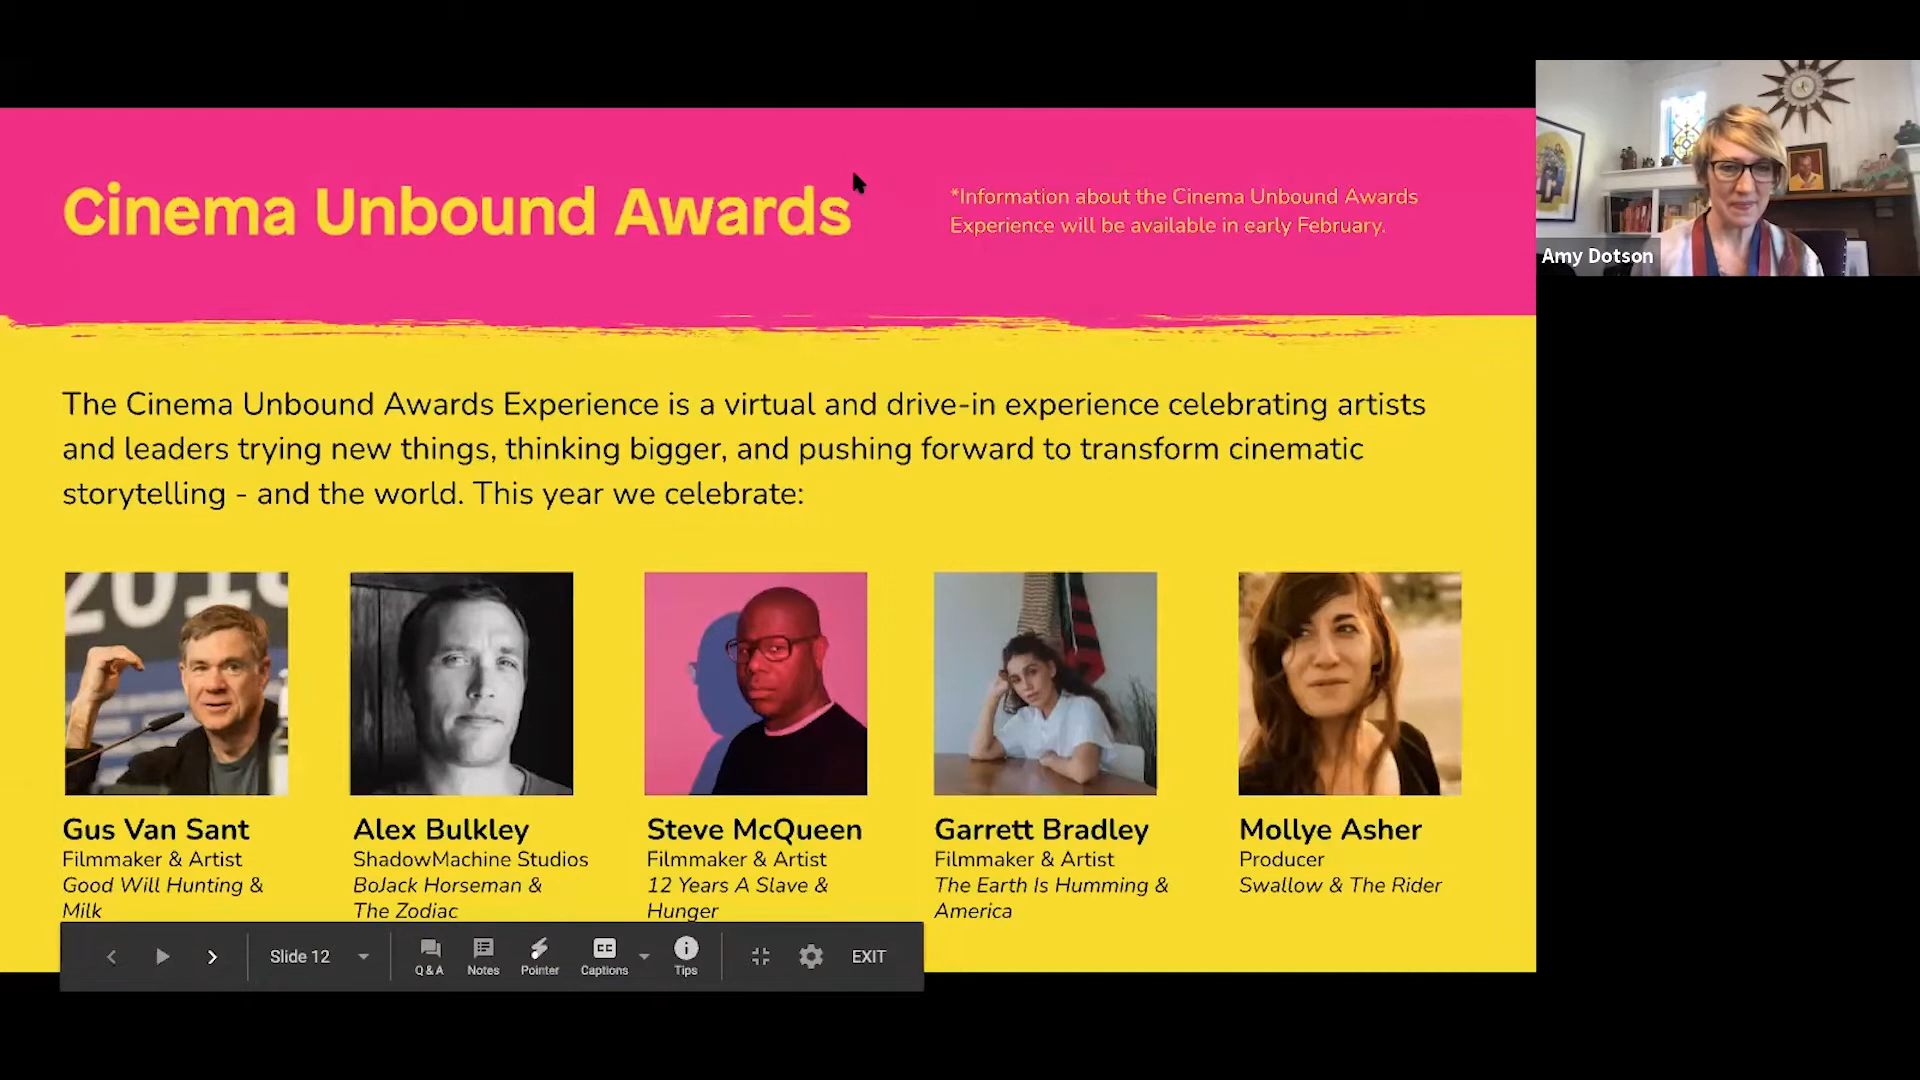 Cinema Unbound Awards
*Information about the Cinema Unbound Awards
Experience will be available in early February.
Amy Dotson
The Cinema Unbound Awards Experience is a virtual and drive-in experience celebrating artists
and leaders trying new things, thinking bigger, and pushing forward to transform cinematic
storytelling - and the world. This year we celebrate:
Gus Van Sant
Filmmaker & Artist
Good Will Hunting &
Milk
Alex Bulkley
ShadowMachine Studios
BoJack Horseman &
The Zodiac
Steve McQueen
Filmmaker & Artist
12 Years A Slave &
Hunger
Garrett Bradley
Filmmaker & Artist
The Earth Is Humming &
America
Mollye Asher
Producer
Swallow & The Rider
Slide 12
Q&A
Notes
Pointer
CC
Captions
Tips
EXIT